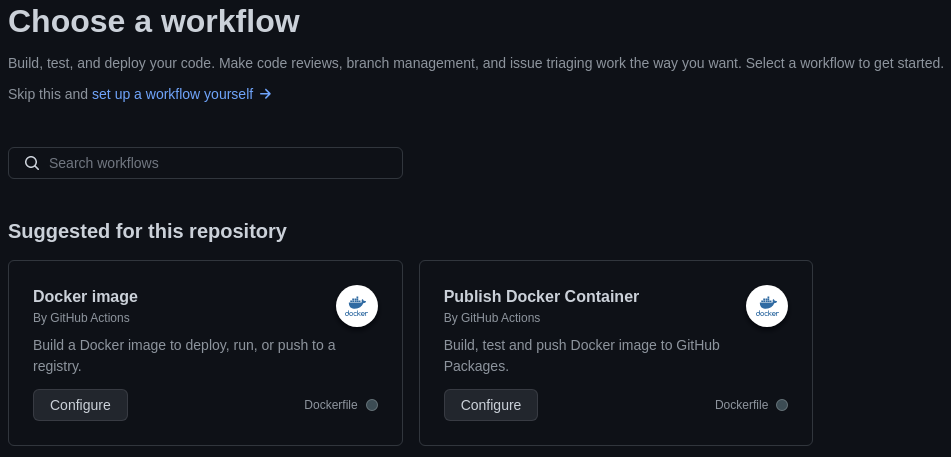 Choose a workflow
Build, test, and deploy your code. Make code reviews, branch management, and issue triaging work the way you want. Select a workflow to get started.
Skip this and set up a workflow yourself →
Search workflows
Suggested for this repository
Docker image
By GitHub Actions
docker
Build a Docker image to deploy, run, or push to a
registry.
Configure
Dockerfile
Publish Docker Container
By GitHub Actions
docker
Build, test and push Docker image to GitHub
Packages.
Configure
Dockerfile